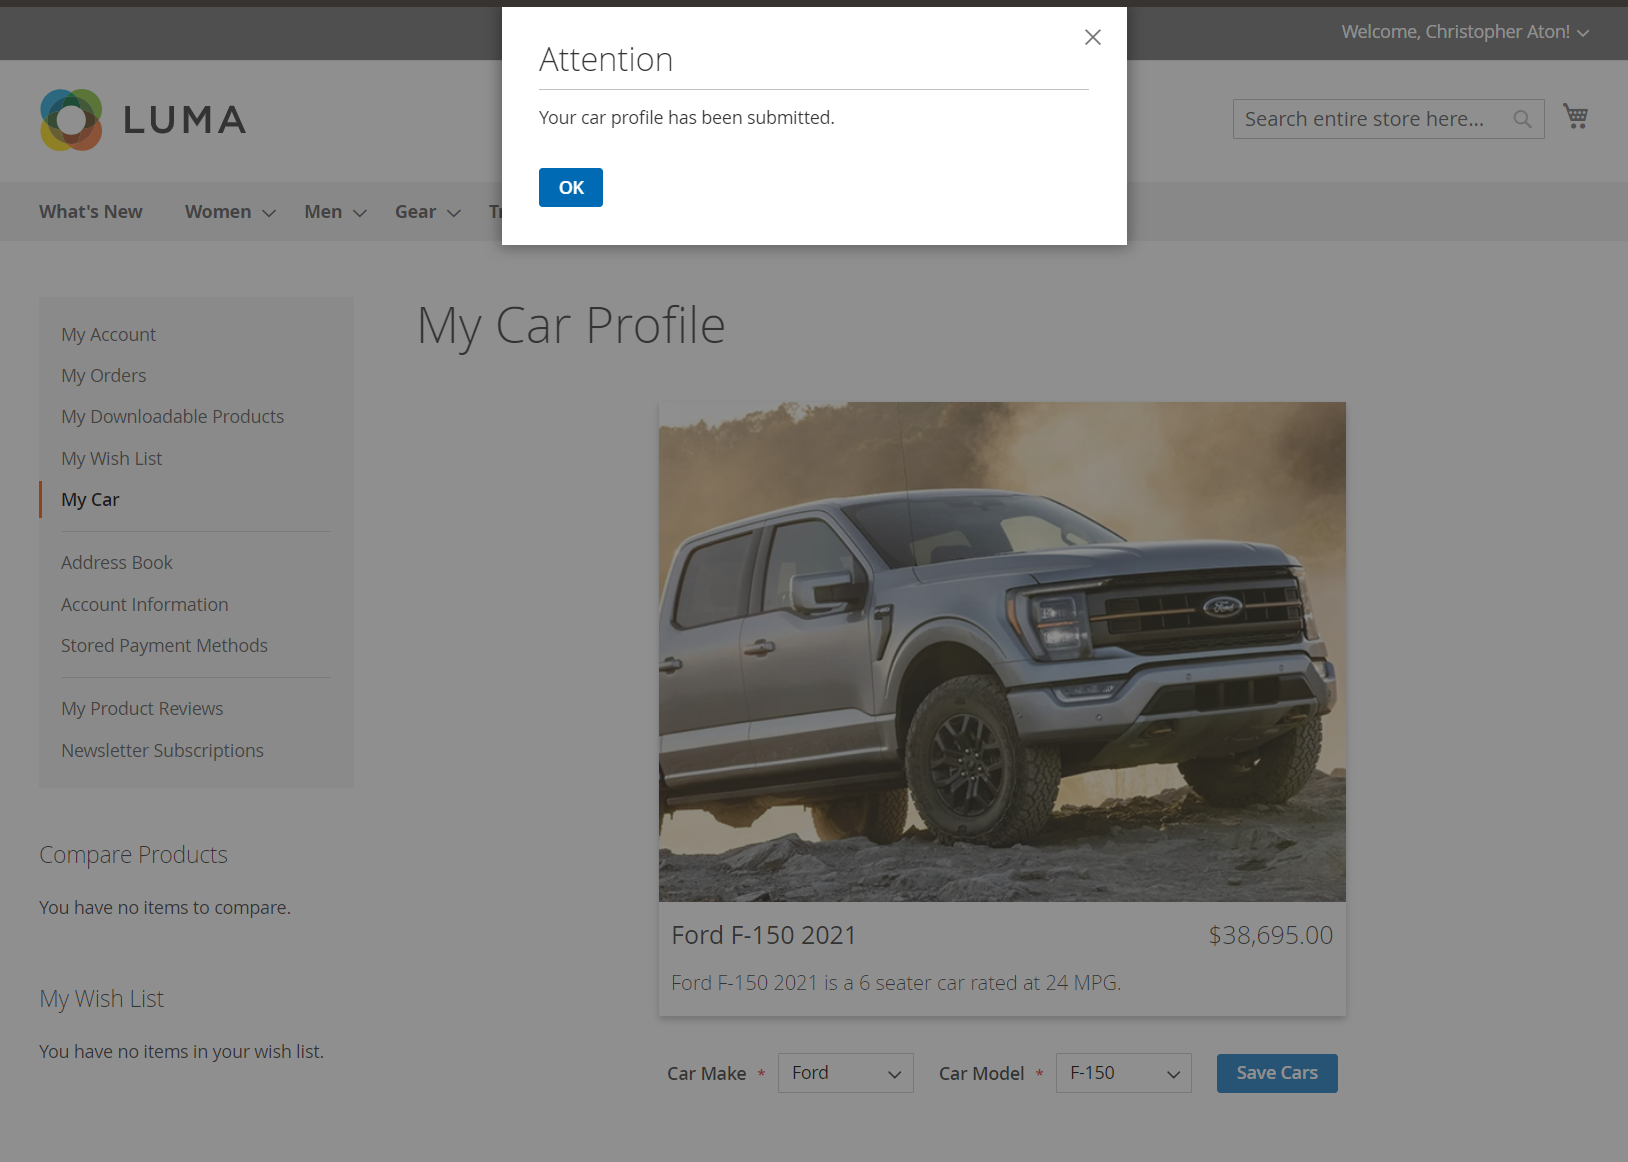 Welcome, Christopher Aton!
Attention
Your car profile has been submitted.
OK
LUMA
Search entire store here...
What's New
Women
Men
Gear
My Account
My Orders
My Downloadable Products
My Wish List
My Car
Address Book
Account Information
Stored Payment Methods
My Product Reviews
Newsletter Subscriptions
Compare Products
You have no items to compare.
My Wish List
You have no items in your wish list.
My Car Profile
Ford
Ford F-150 2021 $38,695.00
Ford F-150 2021 is a 6 seater car rated at 24 MPG.
Car Make * Ford Car Model * F-150 Save Cars